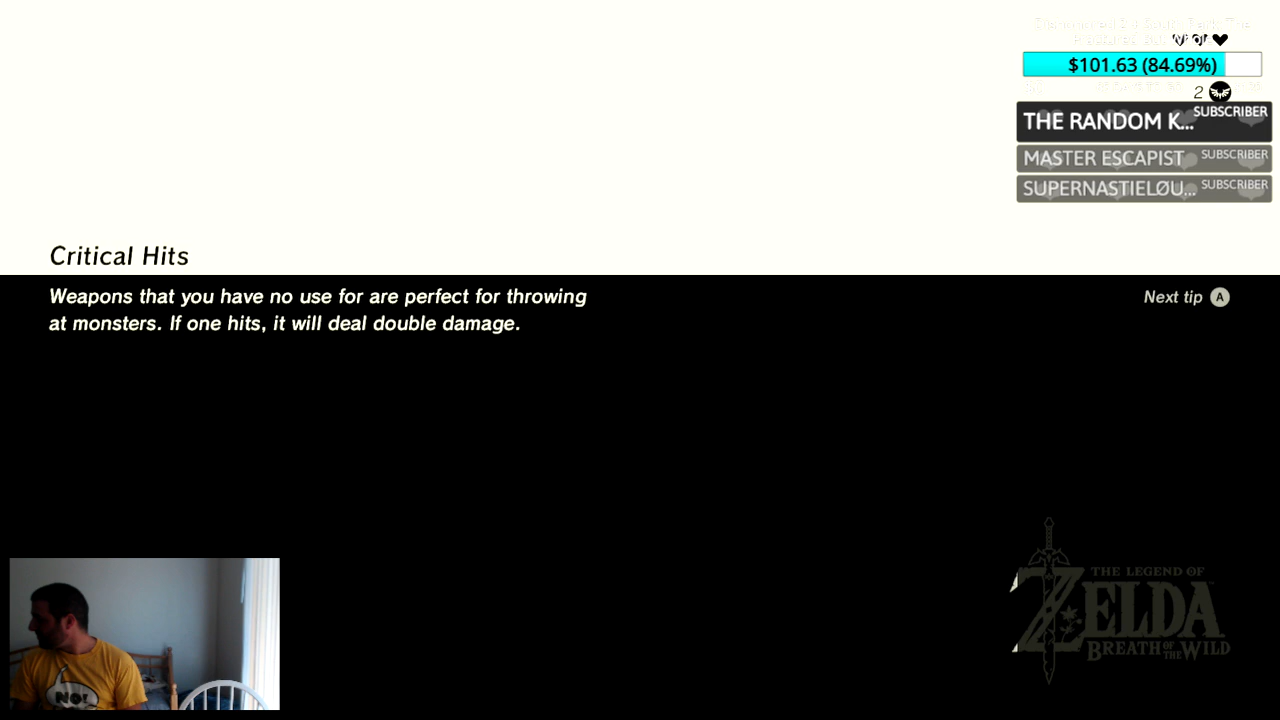 $101.63 (84.69%)
2
THE RANDOM K... SUBSCRIBER
MASTER ESCAPIST SUBSCRIBER
SUPERNASTIELØU... SUBSCRIBER
Critical Hits
Weapons that you have no use for are perfect for throwing
at monsters. If one hits, it will deal double damage.
Next tip A
THE LEGEND OF
ZELDA
BREATH OF THE WILD
NO!